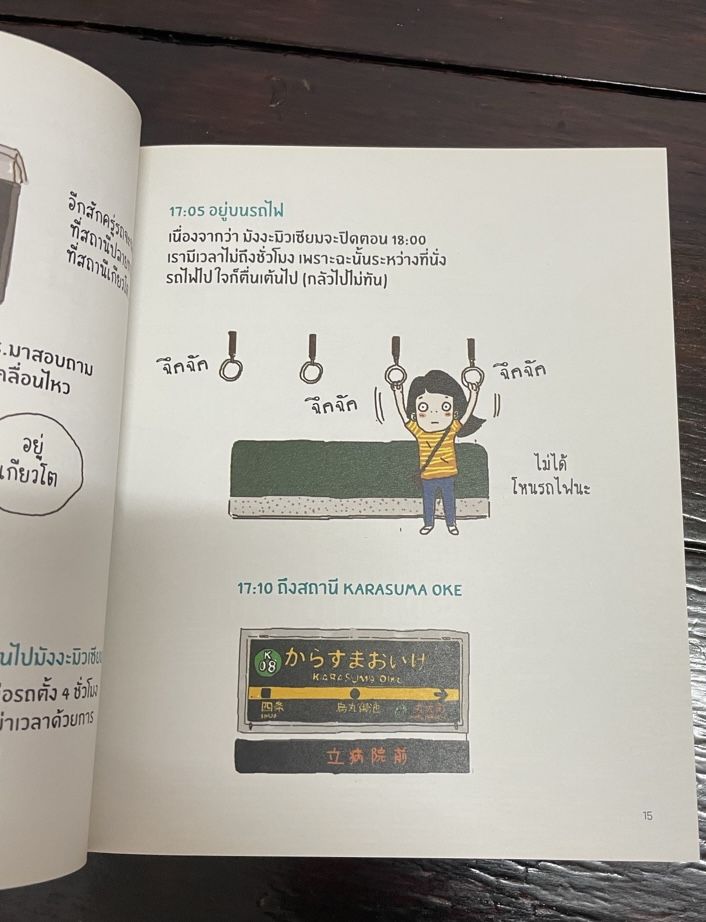 อีกสักครู่รถ
ที่สถานี
ที่สถานีเกียวโต
มาสอบถาม
คลื่อนไหว
อยู่
เกียวโต
นไปมังงะมิวเซีย
อรถตั้ง 4 ชั่วโมง
่าเวลาด้วยการ
17:05 อยู่บนรถไฟ
เนื่องจากว่า มังงะมิวเซียมจะปิดตอน 18:00
เรามีเวลาไม่ถึงชั่วโมง เพราะฉะนั้นระหว่างที่นั่ง
รถไฟไป ใจก็ตื่นเต้นไป (กลัวไปไม่ทัน)
ฉึกฉัก
ฉึกฉัก
ฉึกฉัก
ไม่ได้
โหนรถไฟนะ
17:10 ถึงสถานี KARASUMA OKE
K
08
からすまおいけ
KARASUMA OIKE
四条
烏丸御池
立病院前
15